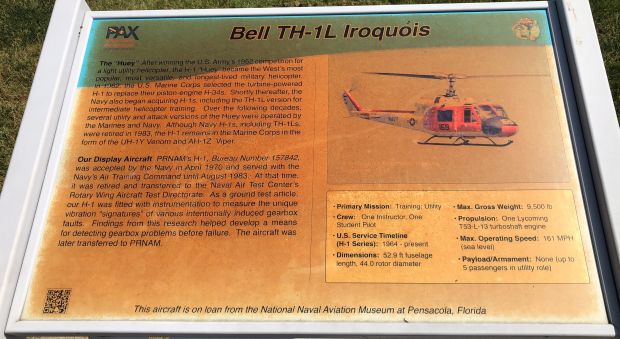 PAX
Bell TH-1L Iroquois
The "Huey" After winning the U.S. Army's 1952 competition for
a light utility helicopter, the H-1 "Huey" became the West's most
popular, most versatile, and longest-lived military helicopter.
In 1962, the U.S. Marine Corps selected the turbine-powered
H-1 to replace their piston-engine H-34s. Shortly thereafter, the
Navy also began acquiring H-1s, including the TH-1L version for
intermediate helicopter training. Over the following decades,
several utility and attack versions of the Huey were operated by
the Marines and Navy. Although Navy H-1s, including TH-1Ls,
were retired in 1983, the H-1 remains in the Marine Corps in the
form of the UH-1Y Venom and AH-1Z Viper.
Our Display Aircraft PRNAM's H-1, Bureau Number 157842,
was accepted by the Navy in April 1970 and served with the
Navy's Air Training Command until August 1983. At that time,
it was retired and transferred to the Naval Air Test Center's
Rotary Wing Aircraft Test Directorate. As a ground test article,
our H-1 was fitted with instrumentation to measure the unique
vibration "signatures" of various intentionally induced gearbox
faults. Findings from this research helped develop a means
for detecting gearbox problems before failure. The aircraft was
later transferred to PRNAM.
• Primary Mission: Training; Utility
• Crew: One Instructor, One
Student Pilot
• U.S. Service Timeline
(H-1 Series): 1964 - present
• Dimensions: 52.9 ft fuselage
length, 44.0 rotor diameter
• Max. Gross Weight: 9,500 lb
• Propulsion: One Lycoming
T53-L-13 turboshaft engine
• Max. Operating Speed: 161 MPH
(sea level)
• Payload/Armament: None (up to
5 passengers in utility role)
This aircraft is on loan from the National Naval Aviation Museum at Pensacola, Florida